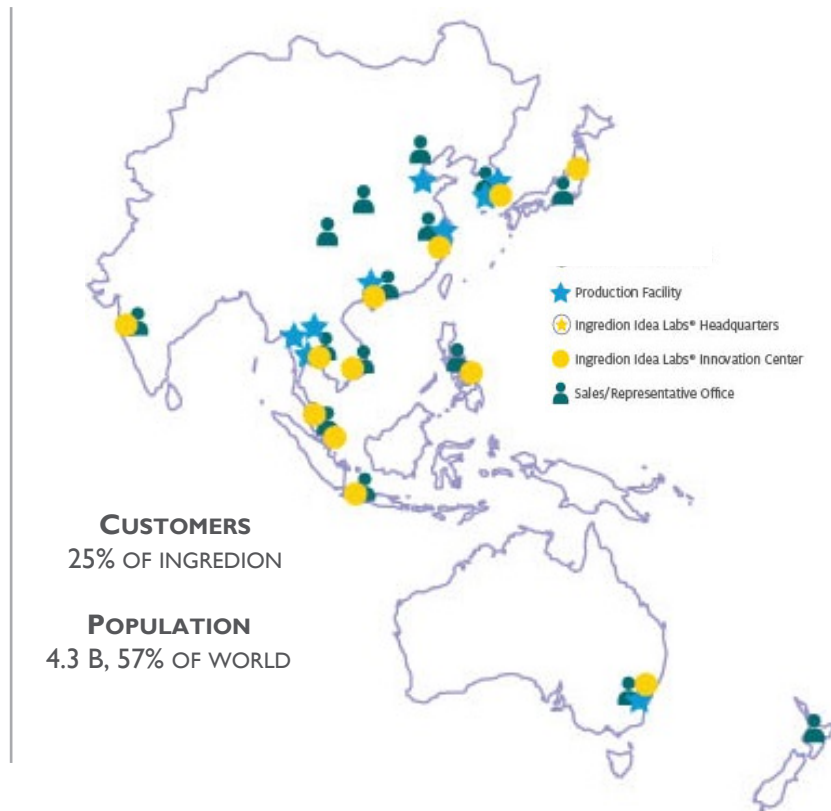 Production Facility
Ingredion Idea Labs® Headquarters
Ingredion Idea Labs® Innovation Center
Sales/Representative Office
CUSTOMERS
25% OF INGREDION
POPULATION
4.3 B, 57% OF WORLD